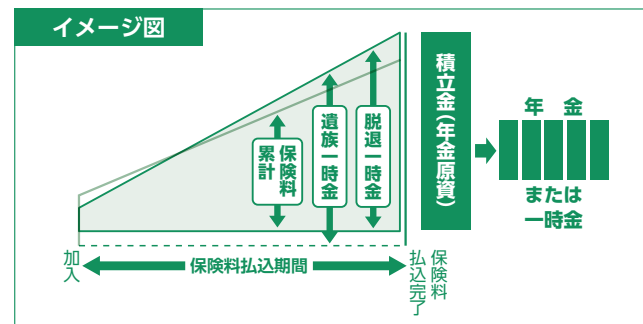 イメージ図
保険料
累計
遺族一時金
脱退一時金
積立金(年金原資)
年 金
または
一時金
加入
保険料払込期間
保険料
払込完了